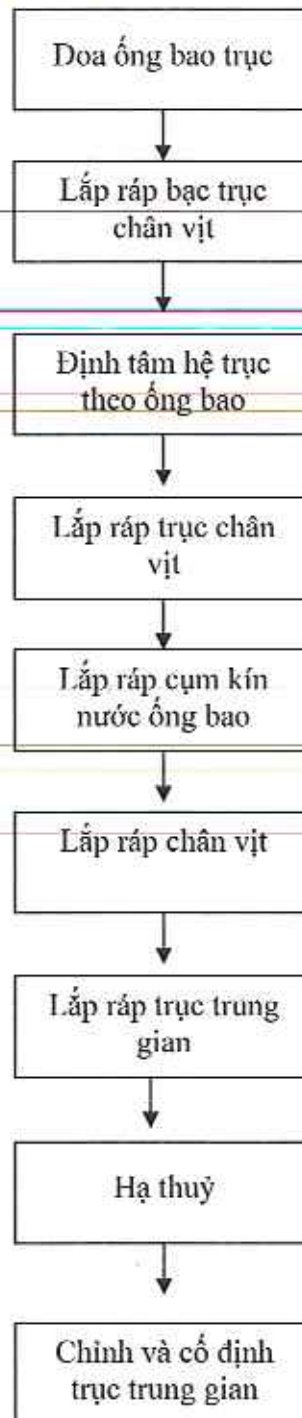 Doa ống bao trục
Lắp ráp bạc trục
chân vịt
Định tâm hệ trục
theo ống bao
Lắp ráp trục chân
vịt
Lắp ráp cụm kín
nước ống bao
Lắp ráp chân vịt
Lắp ráp trục trung
gian
Hạ thuỷ
Chỉnh và cố định
trục trung gian